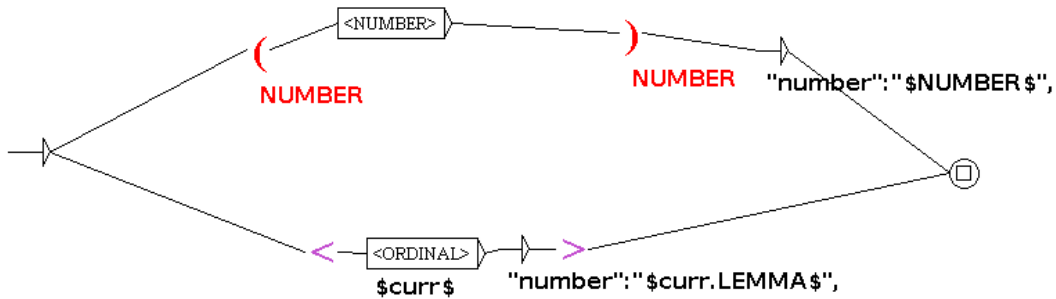 <NUMBER>
( )
NUMBER NUMBER
"number":"$NUMBER$",
< <ORDINAL> >
$curr$ "number":"$curr.LEMMA$",